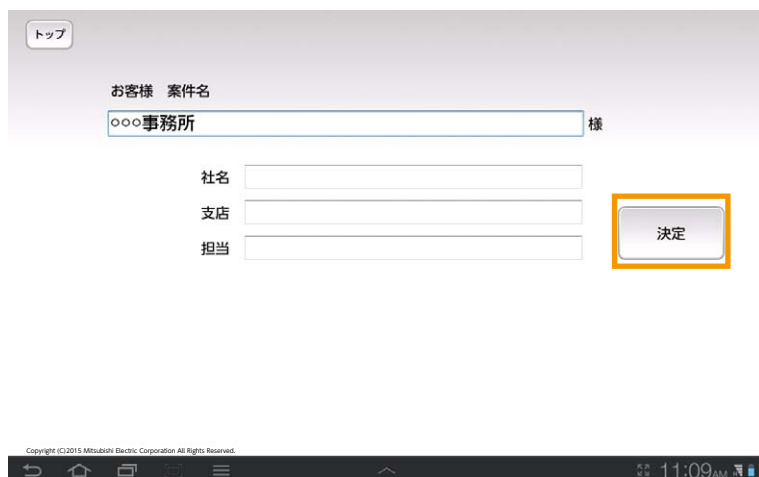 トップ
お客様 案件名
○○○事務所 様
社名
支店
担当
決定
Copyright (C)2015 Mitsubishi Electric Corporation All Rights Reserved.
11:09AM